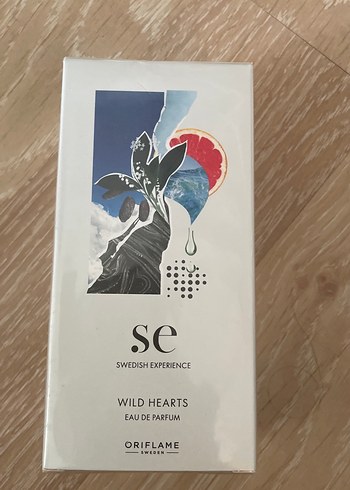 se
SWEDISH EXPERIENCE
WILD HEARTS
EAU DE PARFUM
ORIFLAME
SWEDEN